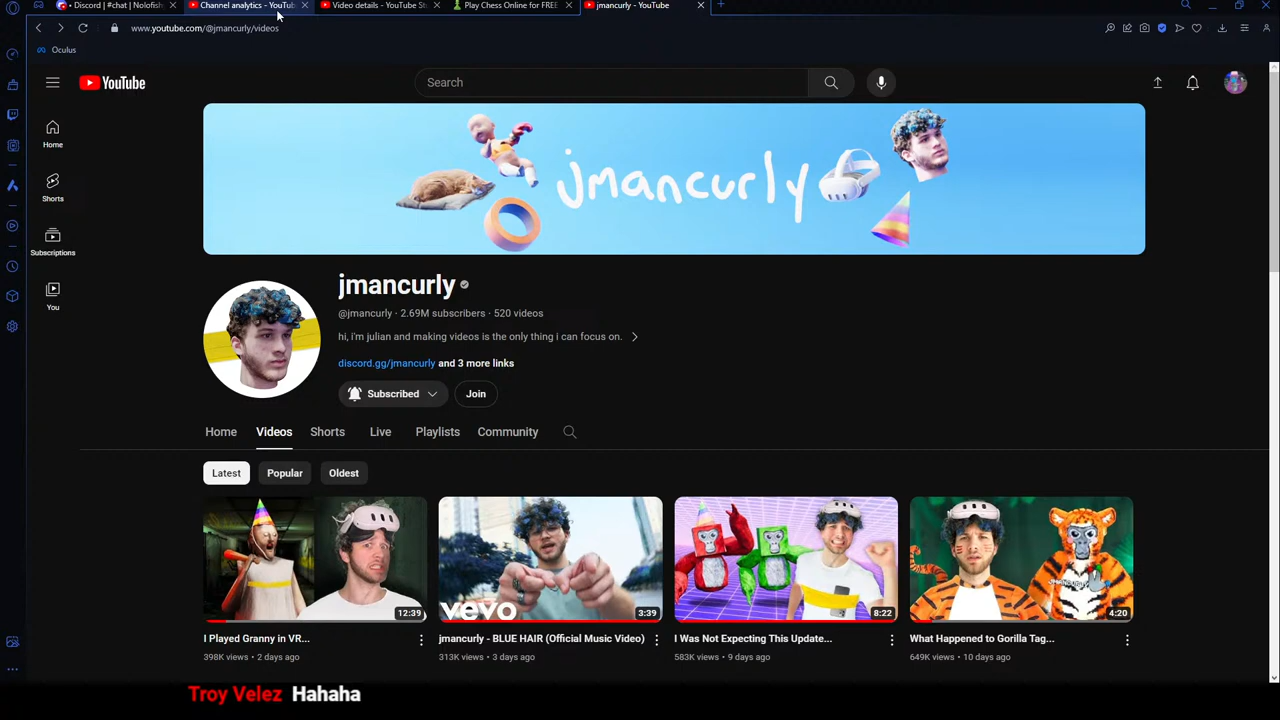 Discord | #chat | Nolofish
Channel analytics - YouTub
Video details - YouTube St
Play Chess Online for FREE
jmancurly - YouTube
www.youtube.com/@jmancurly/videos
Oculus
YouTube
Search
Home
Shorts
Subscriptions
You
jmancurly
jmancurly
@jmancurly · 2.69M subscribers · 520 videos
hi, i'm julian and making videos is the only thing i can focus on.
discord.gg/jmancurly and 3 more links
Subscribed
Join
Home Videos Shorts Live Playlists Community
Latest Popular Oldest
12:39
vevo
3:39
8:22
JMANCURLY
4:20
I Played Granny in VR...
398K views · 2 days ago
jmancurly - BLUE HAIR (Official Music Video)
313K views · 3 days ago
I Was Not Expecting This Update...
583K views · 9 days ago
What Happened to Gorilla Tag...
649K views · 10 days ago
Troy Velez Hahaha